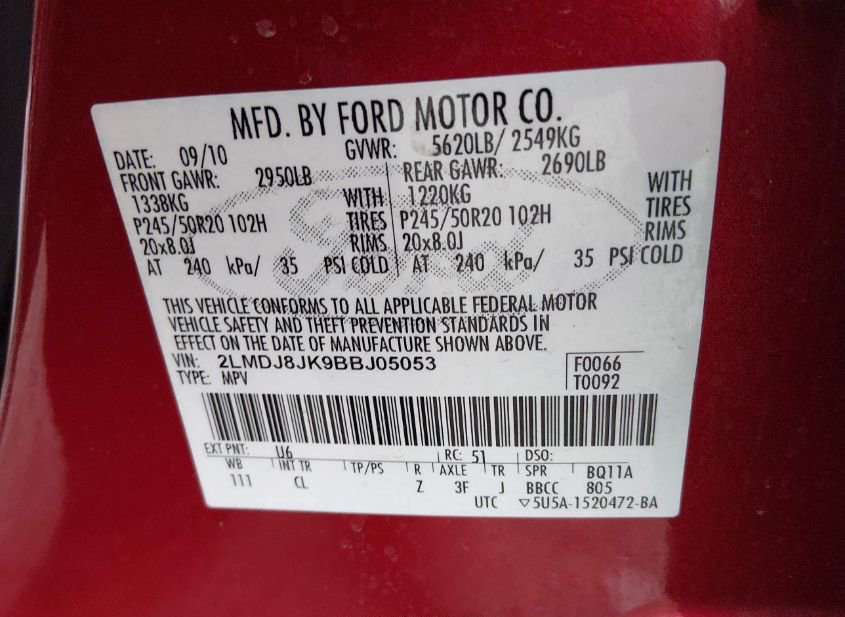 MFD. BY FORD MOTOR CO.
DATE: 09/10 GVWR: 5620LB/ 2549KG
FRONT GAWR: 2950LB REAR GAWR: 2690LB
1338KG WITH 1220KG WITH
P245/50R20 102H TIRES P245/50R20 102H TIRES
20x8.0J RIMS 20x8.0J RIMS
AT 240 kPa/ 35 PSI COLD AT 240 kPa/ 35 PSI COLD
THIS VEHICLE CONFORMS TO ALL APPLICABLE FEDERAL MOTOR
VEHICLE SAFETY AND THEFT PREVENTION STANDARDS IN
EFFECT ON THE DATE OF MANUFACTURE SHOWN ABOVE.
VIN: 2LMDJ8JK9BBJ05053 F0066
TYPE: MPV T0092
EXT PNT: U6 RC: 51 DSO:
WB INT TR TP/PS R AXLE TR SPR BQ11A
111 CL Z 3F J BBCC 805
UTC ▽5U5A-1520472-BA
Ford